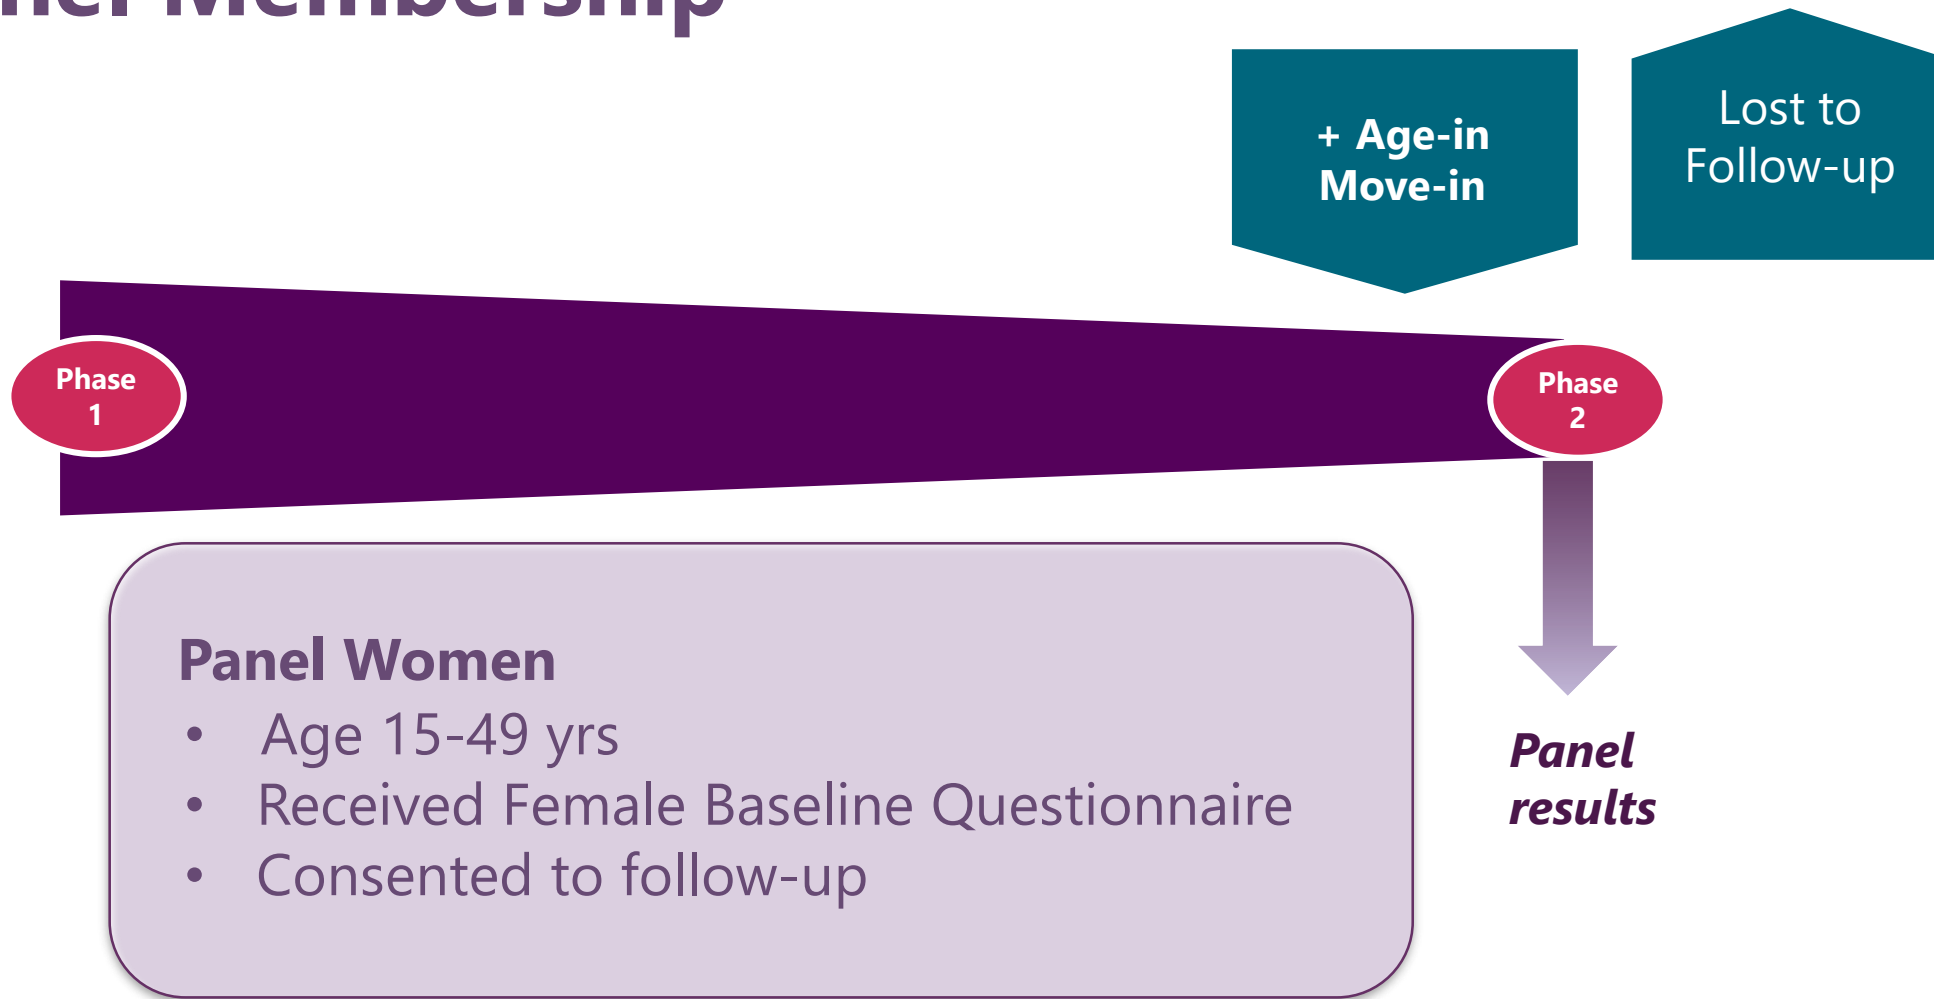 Membership
+ Age-in
Move-in
Lost to
Follow-up
Phase
1
Phase
2
Panel Women
• Age 15-49 yrs
• Received Female Baseline Questionnaire
• Consented to follow-up
Panel
results